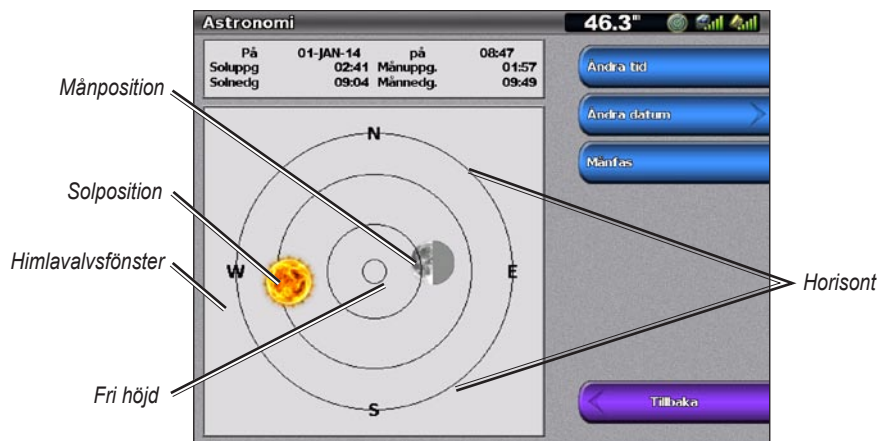 Astronomi
46.3"
På 01-JAN-14 på 08:47
Soluppg 02:41 Månuppg. 01:57
Solnedg 09:04 Månnedg. 09:49
Ändra tid
Ändra datum
Månfas
Tillbaka
N
W
E
S
Månposition
Solposition
Himlavalvsfönster
Fri höjd
Horisont